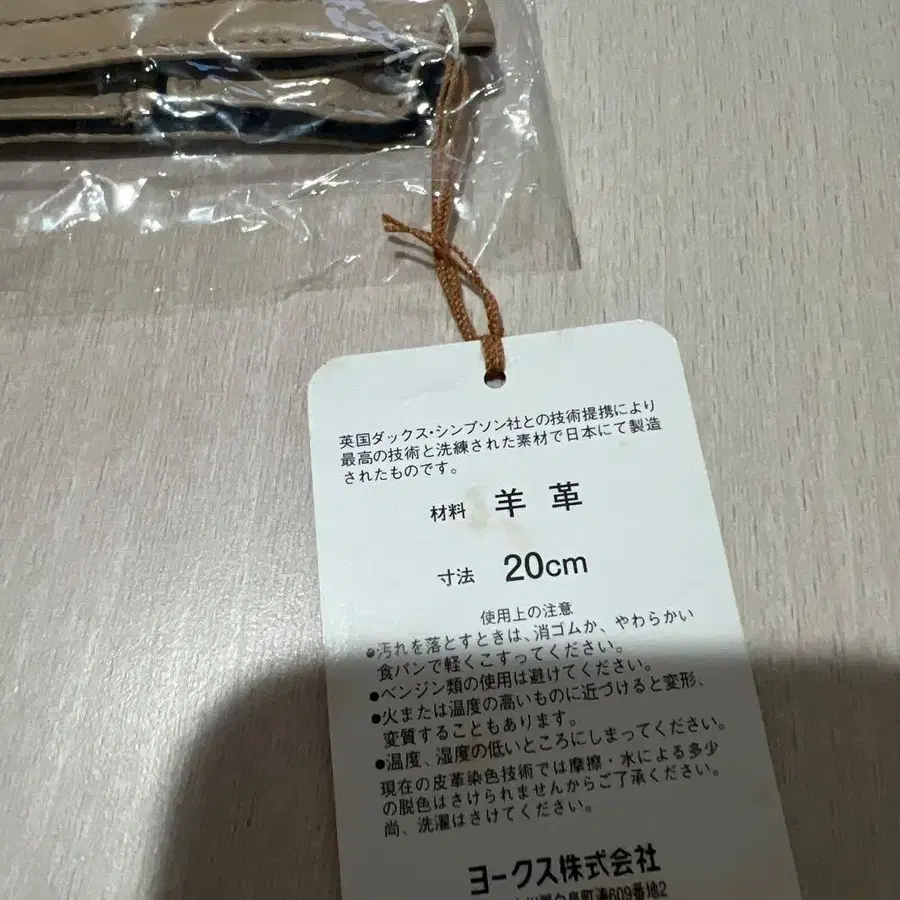 英国ダックス・シンプソン社との技術提携により
最高の技術と洗練された素材で日本にて製造
されたものです。
材料 羊革
寸法 20cm
使用上の注意
●汚れを落とすときは、消ゴムか、やわらかい
食パンで軽くこすってください。
●ベンジン類の使用は避けてください。
●火または温度の高いものに近づけると変形、
変質することもあります。
●温度、湿度の低いところにしまってください。
現在の皮革染色技術では摩擦・水による多少
の脱色はさけられませんからご了承ください。
尚、洗濯はさけてください。
ヨークス株式会社
白鳥町湊609番地2